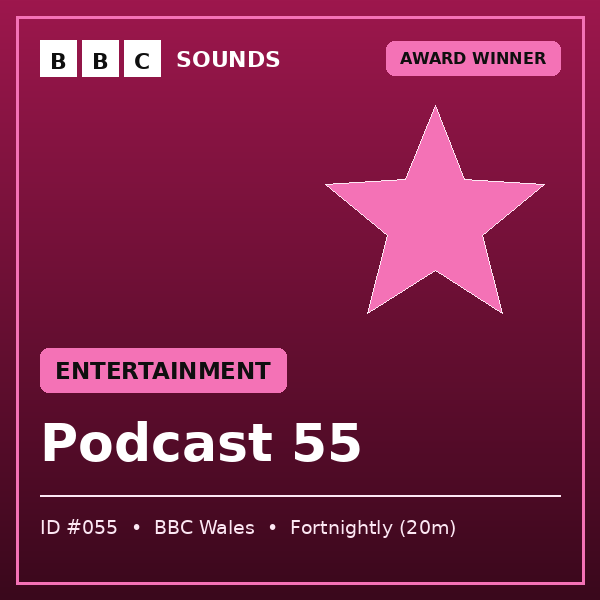 BBC SOUNDS
AWARD WINNER
ENTERTAINMENT
Podcast 55
ID #055 • BBC Wales • Fortnightly (20m)